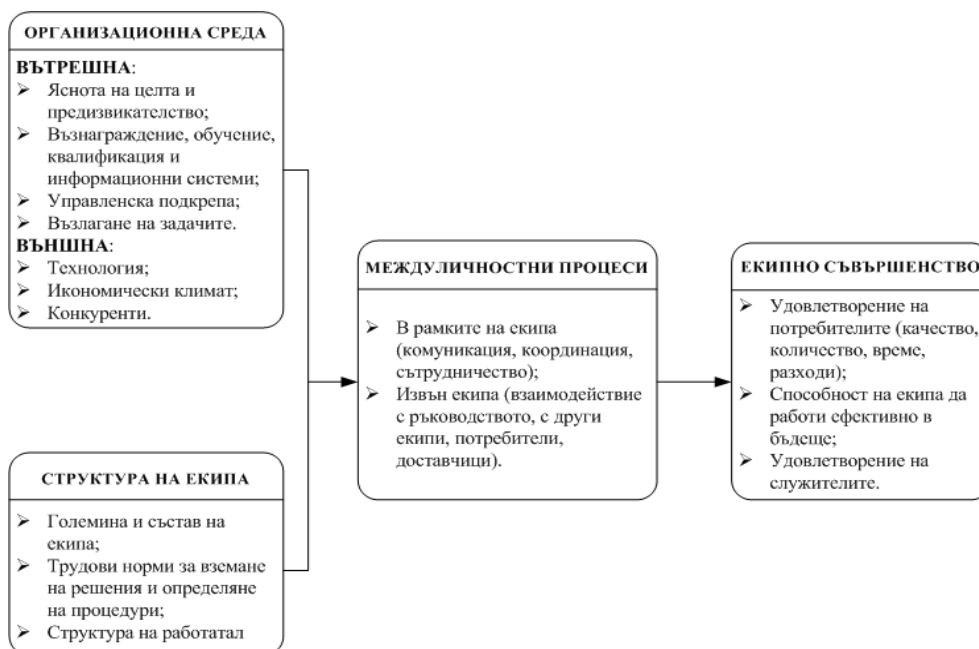 ОРГАНИЗАЦИОННА СРЕДА
ВЪТРЕШНА:
➢ Яснота на целта и
предизвикателство;
➢ Възнаграждение, обучение,
квалификация и
информационни системи;
➢ Управленска подкрепа;
➢ Възлагане на задачите.
ВЪНШНА:
➢ Технология;
➢ Икономически климат;
➢ Конкуренти.
СТРУКТУРА НА ЕКИПА
➢ Големина и състав на
екипа;
➢ Трудови норми за вземане
на решения и определяне
на процедури;
➢ Структура на работатал
МЕЖДУЛИЧНОСТНИ ПРОЦЕСИ
➢ В рамките на екипа
(комуникация, координация,
сътрудничество);
➢ Извън екипа (взаимодействие
с ръководството, с други
екипи, потребители,
доставчици).
ЕКИПНО СЪВЪРШЕНСТВО
➢ Удовлетворение на
потребителите (качество,
количество, време,
разходи);
➢ Способност на екипа да
работи ефективно в
бъдеще;
➢ Удовлетворение на
служителите.